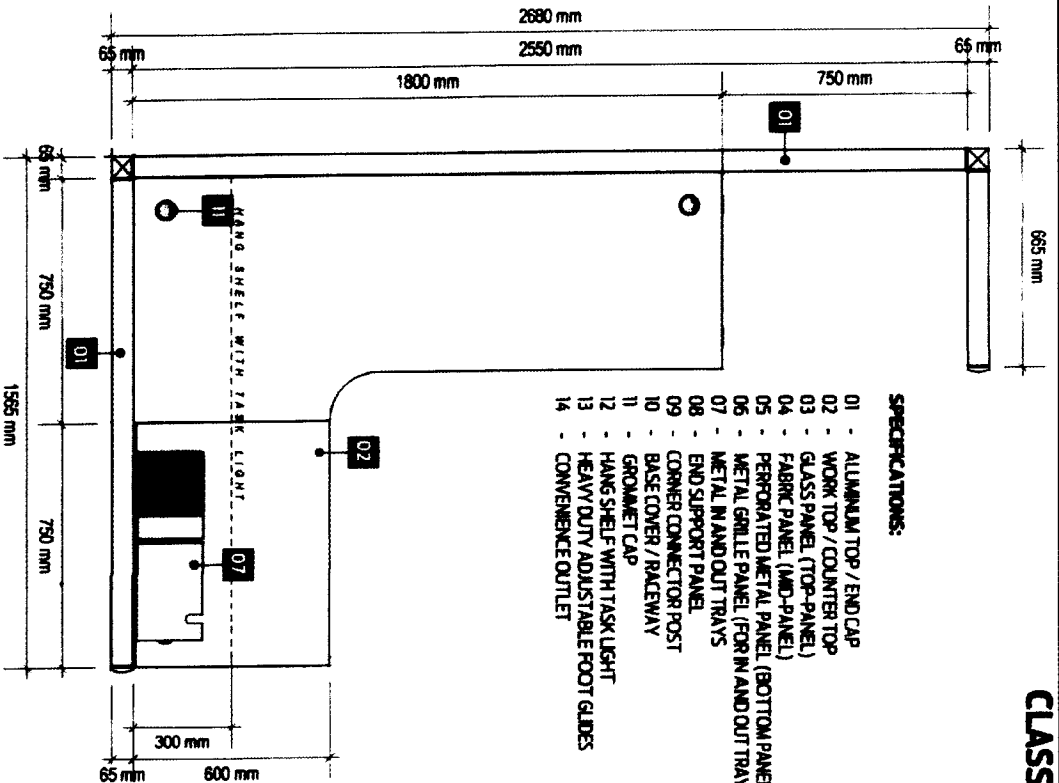 2680 mm
65 mm
2550 mm
65 mm
1800 mm
750 mm
01
65 mm
665 mm
11
HANG SHELF WITH TASK LIGHT
750 mm
01
1565 mm
02
750 mm
07
300 mm
65 mm
600 mm
SPECIFICATIONS:
01 - ALUMINUM TOP / END CAP
02 - WORK TOP / COUNTER TOP
03 - GLASS PANEL (TOP-PANEL)
04 - FABRIC PANEL (MID-PANEL)
05 - PERFORATED METAL PANEL (BOTTOM PANE
06 - METAL GRILLE PANEL (FOR IN AND OUT TRAY
07 - METAL IN AND OUT TRAYS
08 - END SUPPORT PANEL
09 - CORNER CONNECTOR POST
10 - BASE COVER / RACEWAY
11 - GROMMET CAP
12 - HANG SHELF WITH TASK LIGHT
13 - HEAVY DUTY ADJUSTABLE FOOT GLIDES
14 - CONVENIENCE OUTLET
CLASS